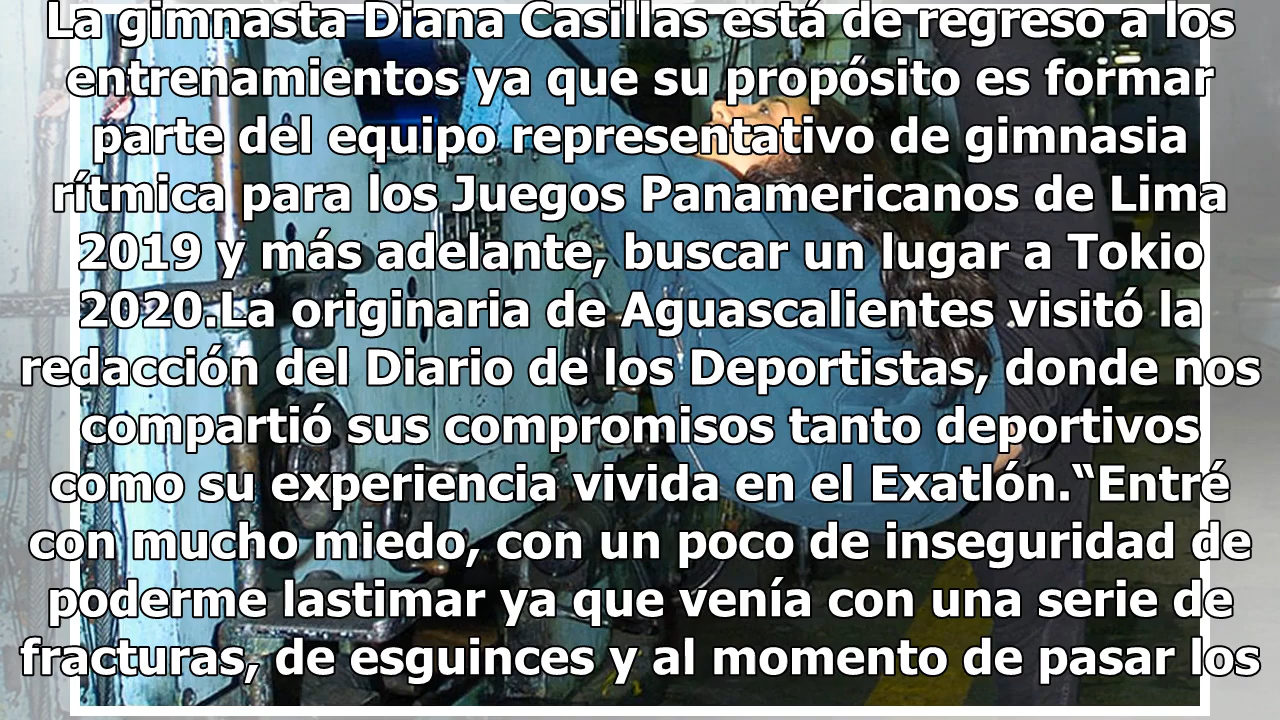 La gimnasta Diana Casillas está de regreso a los
entrenamientos ya que su propósito es formar
parte del equipo representativo de gimnasia
rítmica para los Juegos Panamericanos de Lima
2019 y más adelante, buscar un lugar a Tokio
2020.La originaria de Aguascalientes visitó la
redacción del Diario de los Deportistas, donde nos
compartió sus compromisos tanto deportivos
como su experiencia vivida en el Exatlón.“Entré
con mucho miedo, con un poco de inseguridad de
poderme lastimar ya que venía con una serie de
fracturas, de esguinces y al momento de pasar los